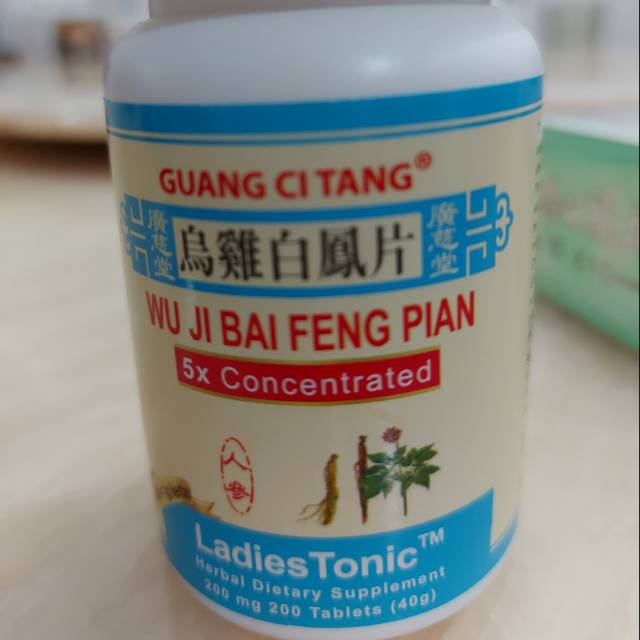 GUANG CI TANG®
廣慈堂 烏雞白鳳片 廣慈堂
WU JI BAI FENG PIAN
5x Concentrated
人參
LadiesTonic™
Herbal Dietary Supplement
200 mg 200 Tablets (40g)